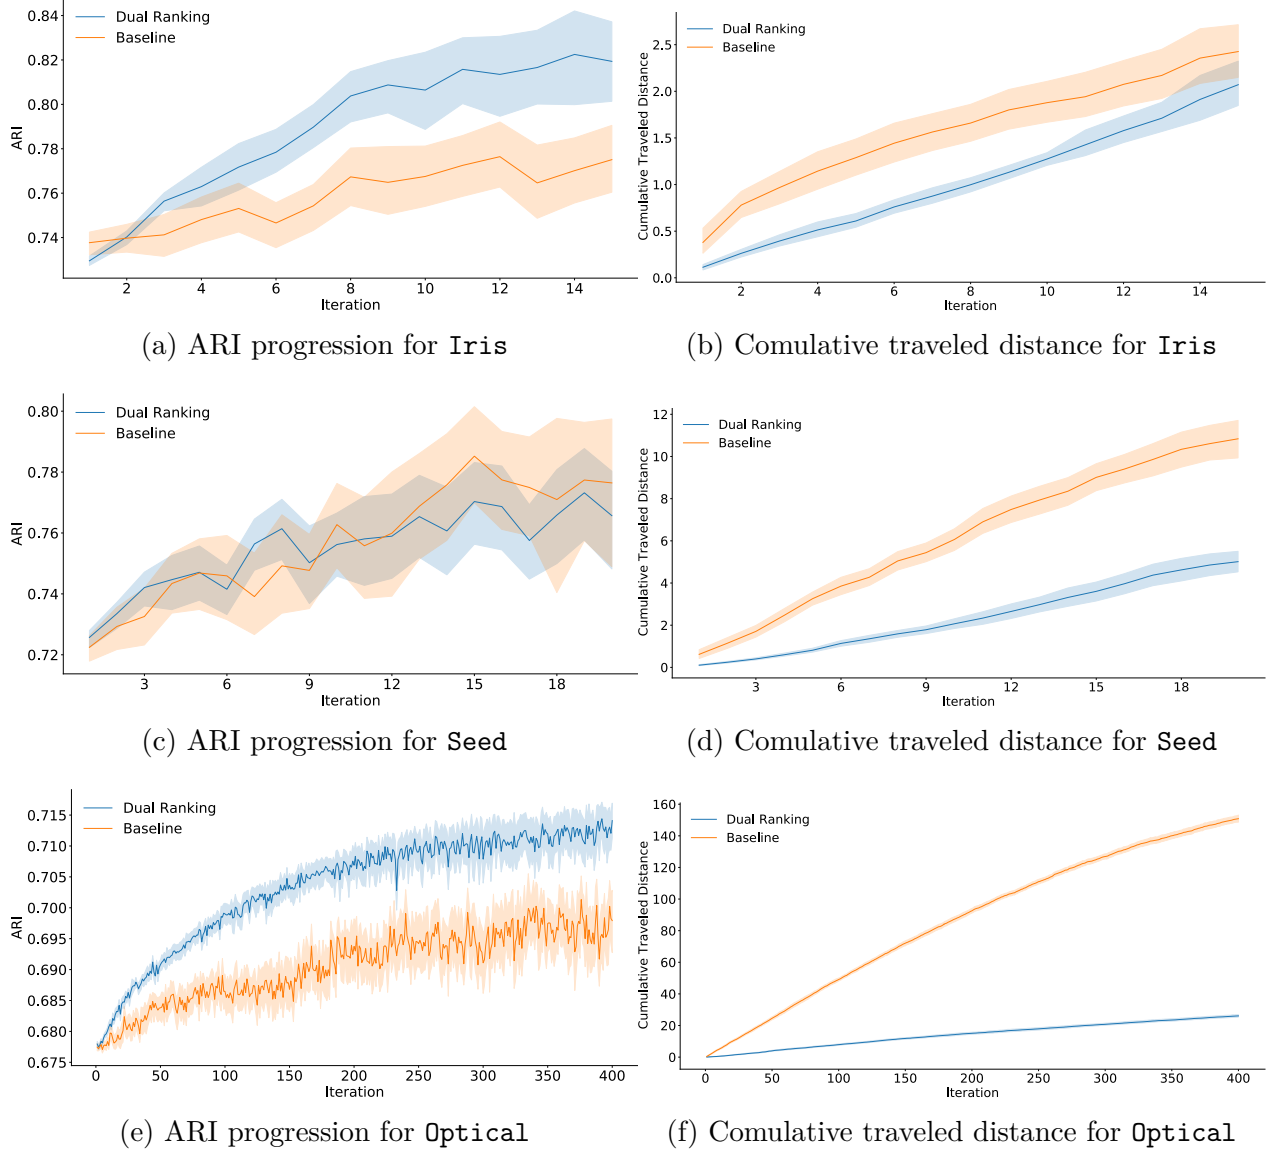 0.84
0.82
0.80
0.78
0.76
0.74
ARI
Dual Ranking
Baseline
2 4 6 8 10 12 14
Iteration
2.5
2.0
1.5
1.0
0.5
0.0
Cumulative Traveled Distance
Dual Ranking
Baseline
2 4 6 8 10 12 14
Iteration
(a) ARI progression for Iris
(b) Comulative traveled distance for Iris
0.80
0.78
0.76
0.74
0.72
ARI
Dual Ranking
Baseline
3 6 9 12 15 18
Iteration
12
10
8
6
4
2
0
Cumulative Traveled Distance
Dual Ranking
Baseline
3 6 9 12 15 18
Iteration
(c) ARI progression for Seed
(d) Comulative traveled distance for Seed
0.715
0.710
0.705
0.700
0.695
0.690
0.685
0.680
0.675
ARI
Dual Ranking
Baseline
0 50 100 150 200 250 300 350 400
Iteration
160
140
120
100
80
60
40
20
0
Cumulative Traveled Distance
Dual Ranking
Baseline
0 50 100 150 200 250 300 350 400
Iteration
(e) ARI progression for Optical
(f) Comulative traveled distance for Optical